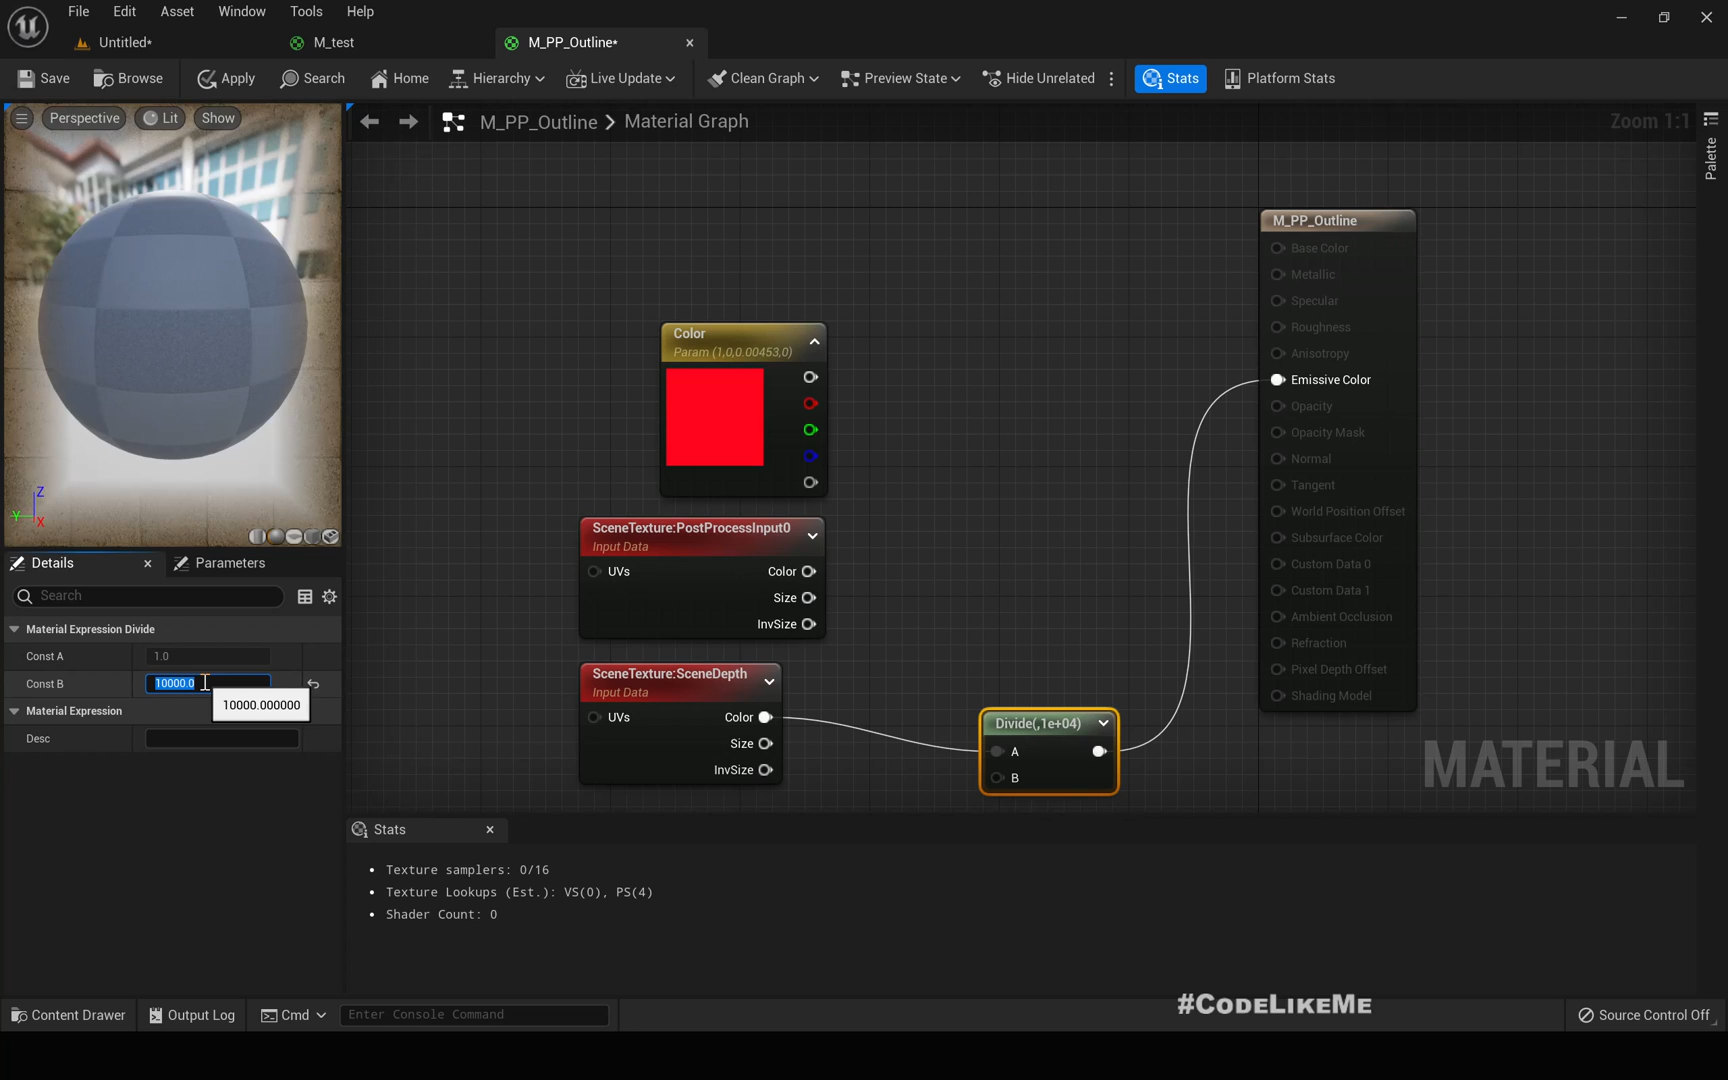 File Edit Asset Window Tools Help
Untitled* M_test M_PP_Outline*
Save Browse Apply Search Home Hierarchy Live Update Clean Graph Preview State Hide Unrelated Stats Platform Stats
Perspective Lit Show
M_PP_Outline > Material Graph
Zoom 1:1
Palette
Z
Y
X
Color
Param (1,0,0.00453,0)
SceneTexture:PostProcessInput0
Input Data
UVs Color
Size
InvSize
SceneTexture:SceneDepth
Input Data
UVs Color
Size
InvSize
Divide(,1e+04)
A
B
M_PP_Outline
Base Color
Metallic
Specular
Roughness
Anisotropy
Emissive Color
Opacity
Opacity Mask
Normal
Tangent
World Position Offset
Subsurface Color
Custom Data 0
Custom Data 1
Ambient Occlusion
Refraction
Pixel Depth Offset
Shading Model
MATERIAL
Details Parameters
Search
Material Expression Divide
Const A 1.0
Const B 10000.0
10000.000000
Material Expression
Desc
Stats
Texture samplers: 0/16
Texture Lookups (Est.): VS(0), PS(4)
Shader Count: 0
#CodeLikeMe
Content Drawer Output Log Cmd Enter Console Command Source Control Off